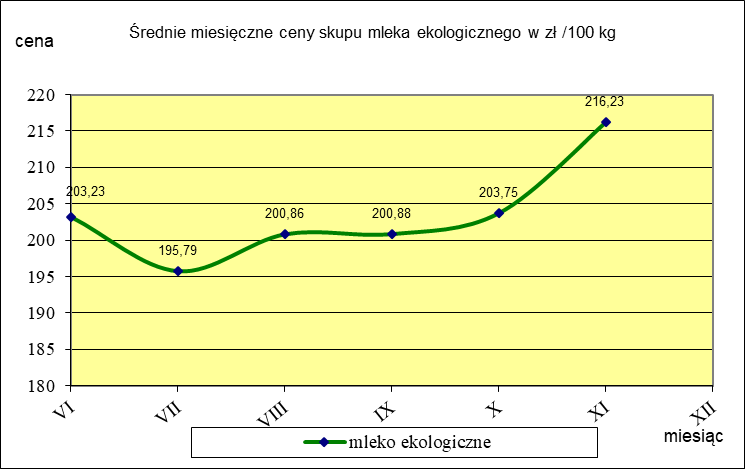 Średnie miesięczne ceny skupu mleka ekologicznego w zł /100 kg
cena
220
215
210
205
200
195
190
185
180
203,23
195,79
200,86
200,88
203,75
216,23
VI
VII
VIII
IX
X
XI
XII
miesiąc
mleko ekologiczne